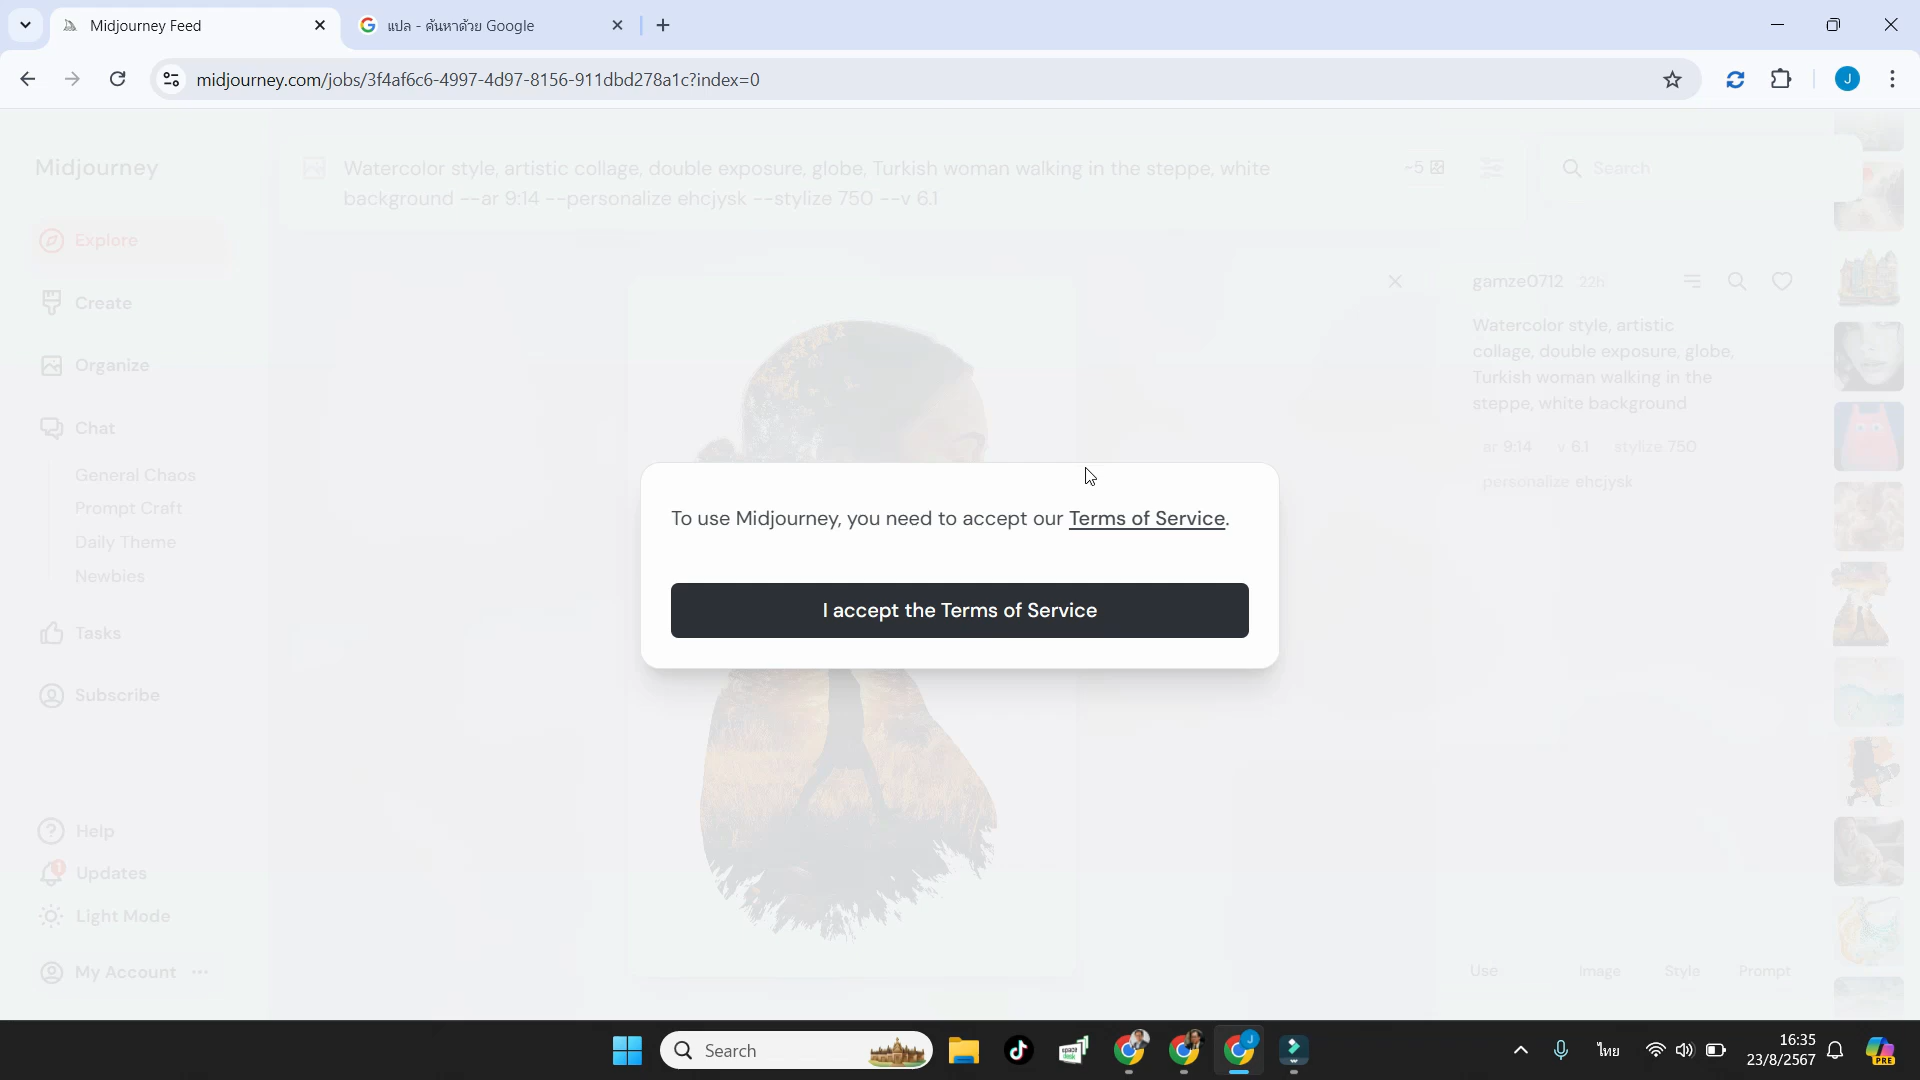 Midjourney Feed
แปล - ค้นหาด้วย Google
midjourney.com/jobs/3f4af6c6-4997-4d97-8156-911dbd278a1c?index=0
J
Midjourney
Watercolor style, artistic collage, double exposure, globe, Turkish woman walking in the steppe, white
background --ar 9:14 --personalize ehcjysk --stylize 750 --v 6.1
~5
Search
Explore
Create
Organize
Chat
General Chaos
Prompt Craft
Daily Theme
Newbies
Tasks
Subscribe
Help
1
Updates
Light Mode
My Account
gamze0712 22h
Watercolor style, artistic
collage, double exposure, globe,
Turkish woman walking in the
steppe, white background
ar 9:14 v 6.1 stylize 750
personalize ehcjysk
To use Midjourney, you need to accept our Terms of Service.
I accept the Terms of Service
Use Image Style Prompt
Search
space
desk
J
ไทย
16:35
23/8/2567
PRE